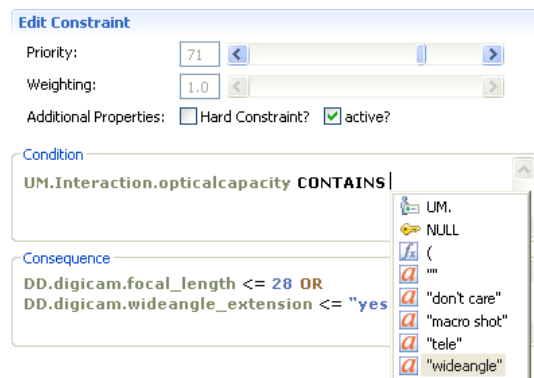 Edit Constraint
Priority:
71
Weighting:
1.0
Additional Properties: Hard Constraint? active?
Condition
UM.Interaction.opticalcapacity CONTAINS
UM.
NULL
(
""
"don't care"
"macro shot"
"tele"
"wideangle"
Consequence
DD.digicam.focal_length <= 28 OR
DD.digicam.wideangle_extension <= "yes